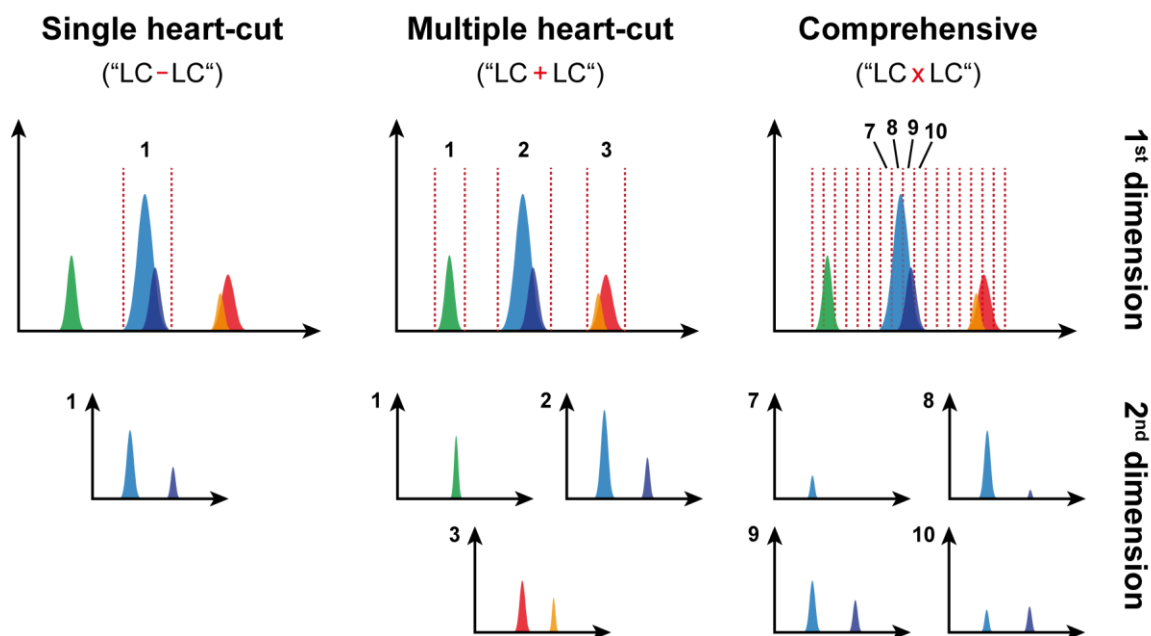 Single heart-cut
(“LC – LC“)
Multiple heart-cut
(“LC + LC“)
Comprehensive
(“LC x LC“)
1
1 2 3
7 8 9 10
1st dimension
1
1
2
3
7
8
9
10
2nd dimension